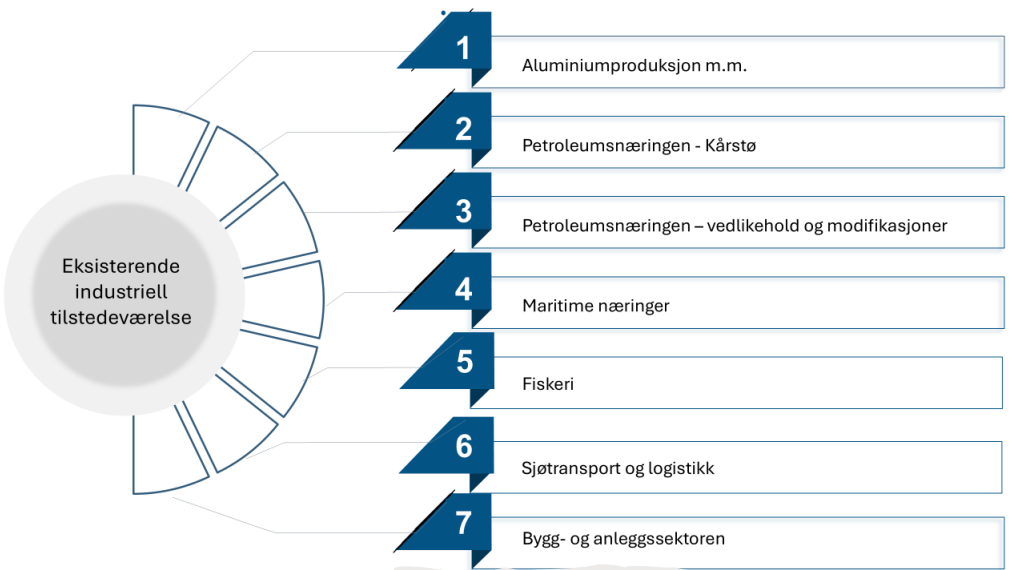 Eksisterende
industriell
tilstedeværelse
1
Aluminiumproduksjon m.m.
2
Petroleumsnæringen - Kårstø
3
Petroleumsnæringen – vedlikehold og modifikasjoner
4
Maritime næringer
5
Fiskeri
6
Sjøtransport og logistikk
7
Bygg- og anleggssektoren